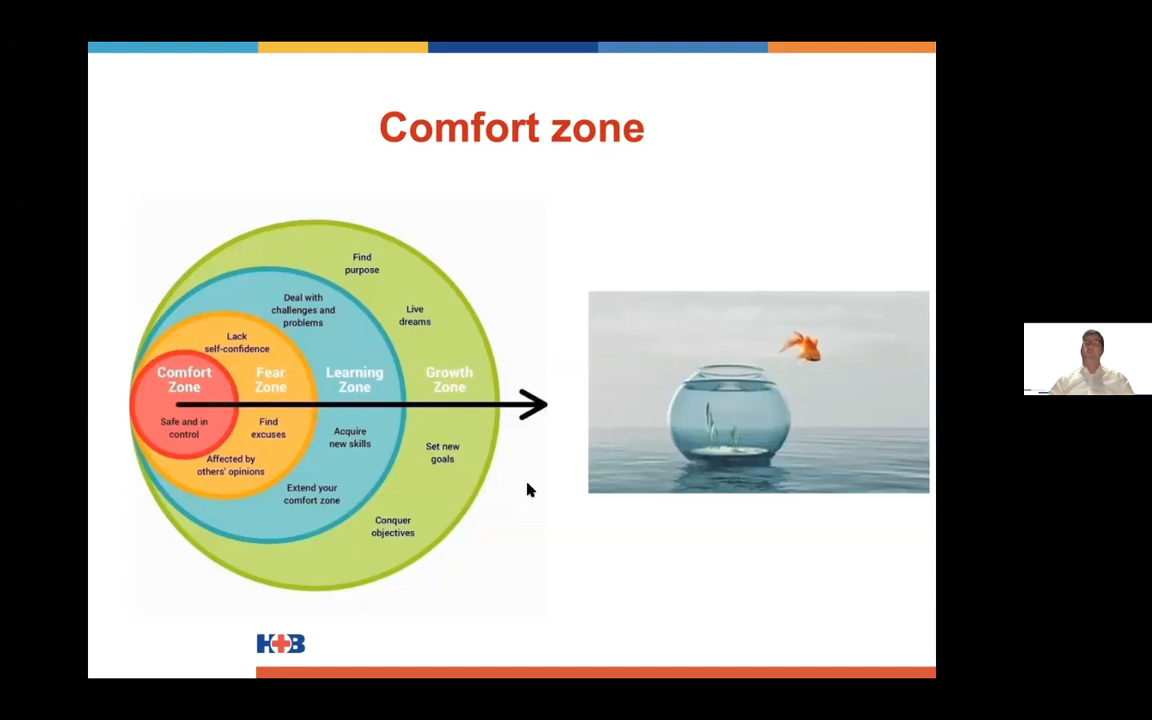 Comfort zone
Find
purpose
Live
dreams
Deal with
challenges and
problems
Lack
self-confidence
Comfort
Zone
Fear
Zone
Learning
Zone
Growth
Zone
Safe and in
control
Find
excuses
Acquire
new skills
Set new
goals
Affected by
others' opinions
Extend your
comfort zone
Conquer
objectives
H+B